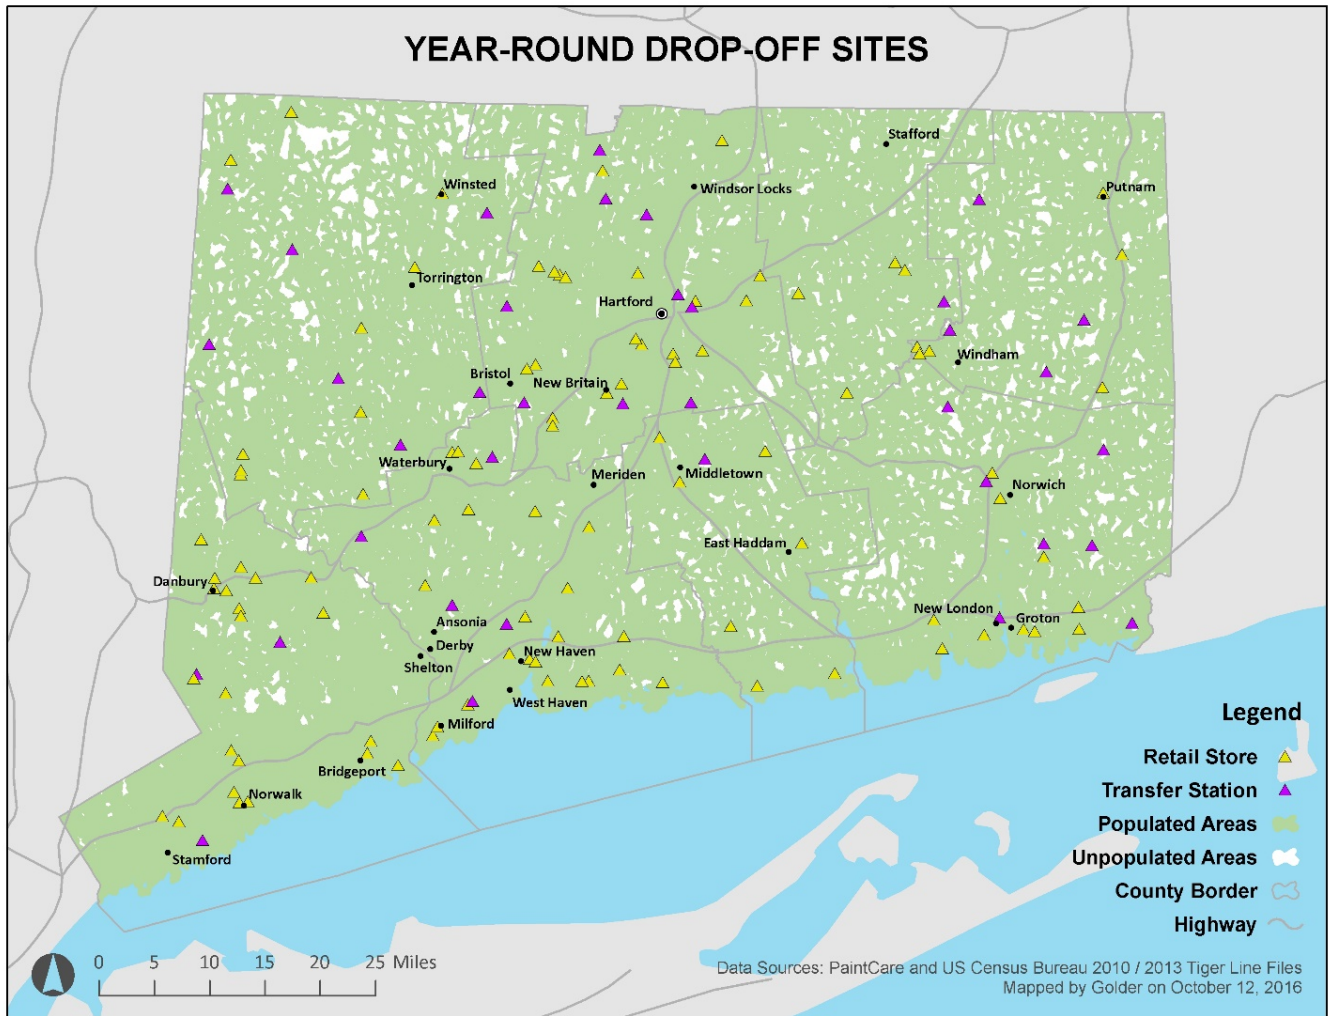 YEAR-ROUND DROP-OFF SITES
Stafford
Winsted
Windsor Locks
Putnam
Torrington
Hartford
Windham
Bristol
New Britain
Waterbury
Meriden
Middletown
Norwich
East Haddam
Danbury
New London
Groton
Ansonia
Derby
Shelton
New Haven
West Haven
Milford
Bridgeport
Norwalk
Stamford
Legend
Retail Store
Transfer Station
Populated Areas
Unpopulated Areas
County Border
Highway
0 5 10 15 20 25 Miles
Data Sources: PaintCare and US Census Bureau 2010 / 2013 Tiger Line Files
Mapped by Golder on October 12, 2016